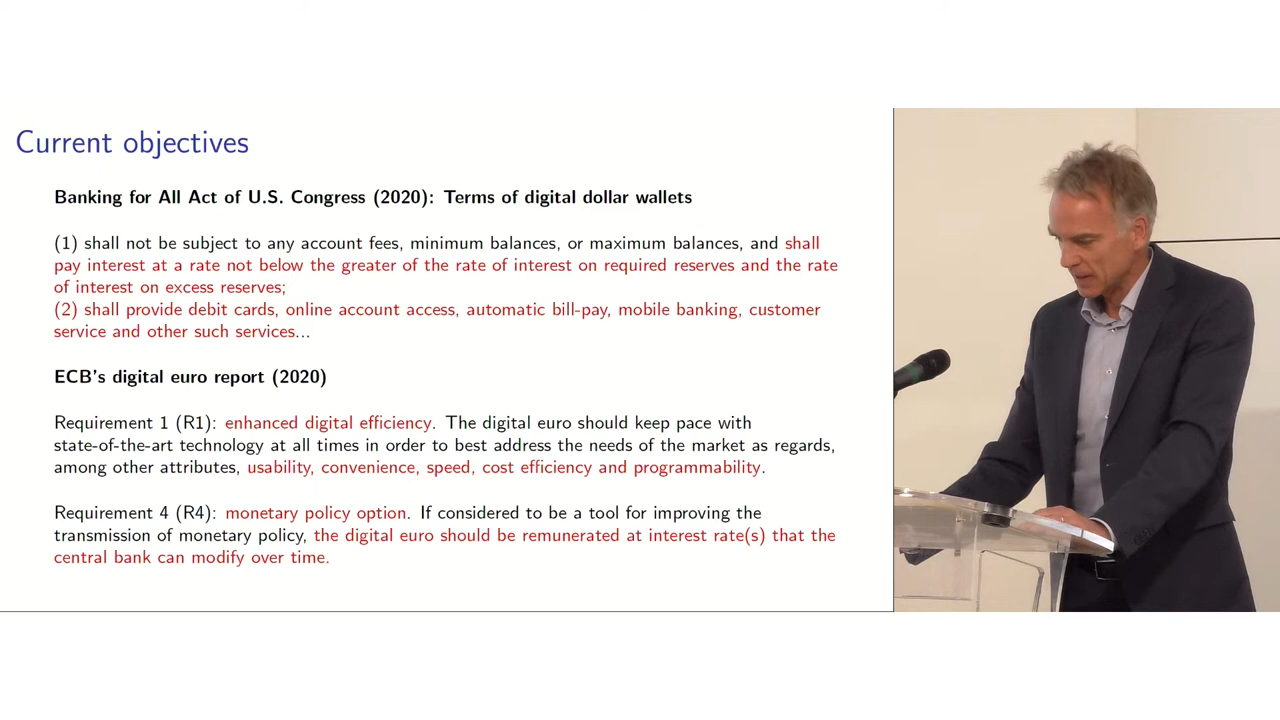 Current objectives
Banking for All Act of U.S. Congress (2020): Terms of digital dollar wallets
(1) shall not be subject to any account fees, minimum balances, or maximum balances, and shall
pay interest at a rate not below the greater of the rate of interest on required reserves and the rate
of interest on excess reserves;
(2) shall provide debit cards, online account access, automatic bill-pay, mobile banking, customer
service and other such services...
ECB's digital euro report (2020)
Requirement 1 (R1): enhanced digital efficiency. The digital euro should keep pace with
state-of-the-art technology at all times in order to best address the needs of the market as regards,
among other attributes, usability, convenience, speed, cost efficiency and programmability.
Requirement 4 (R4): monetary policy option. If considered to be a tool for improving the
transmission of monetary policy, the digital euro should be remunerated at interest rate(s) that the
central bank can modify over time.